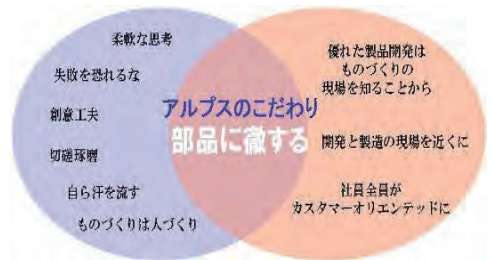 柔軟な思考
失敗を恐れるな
創意工夫
切磋琢磨
自ら汗を流す
ものづくりは人づくり
アルプスのこだわり
部品に徹する
優れた製品開発は
ものづくりの
現場を知ることから
開発と製造の現場を近くに
社員全員が
カスタマーオリエンテッドに